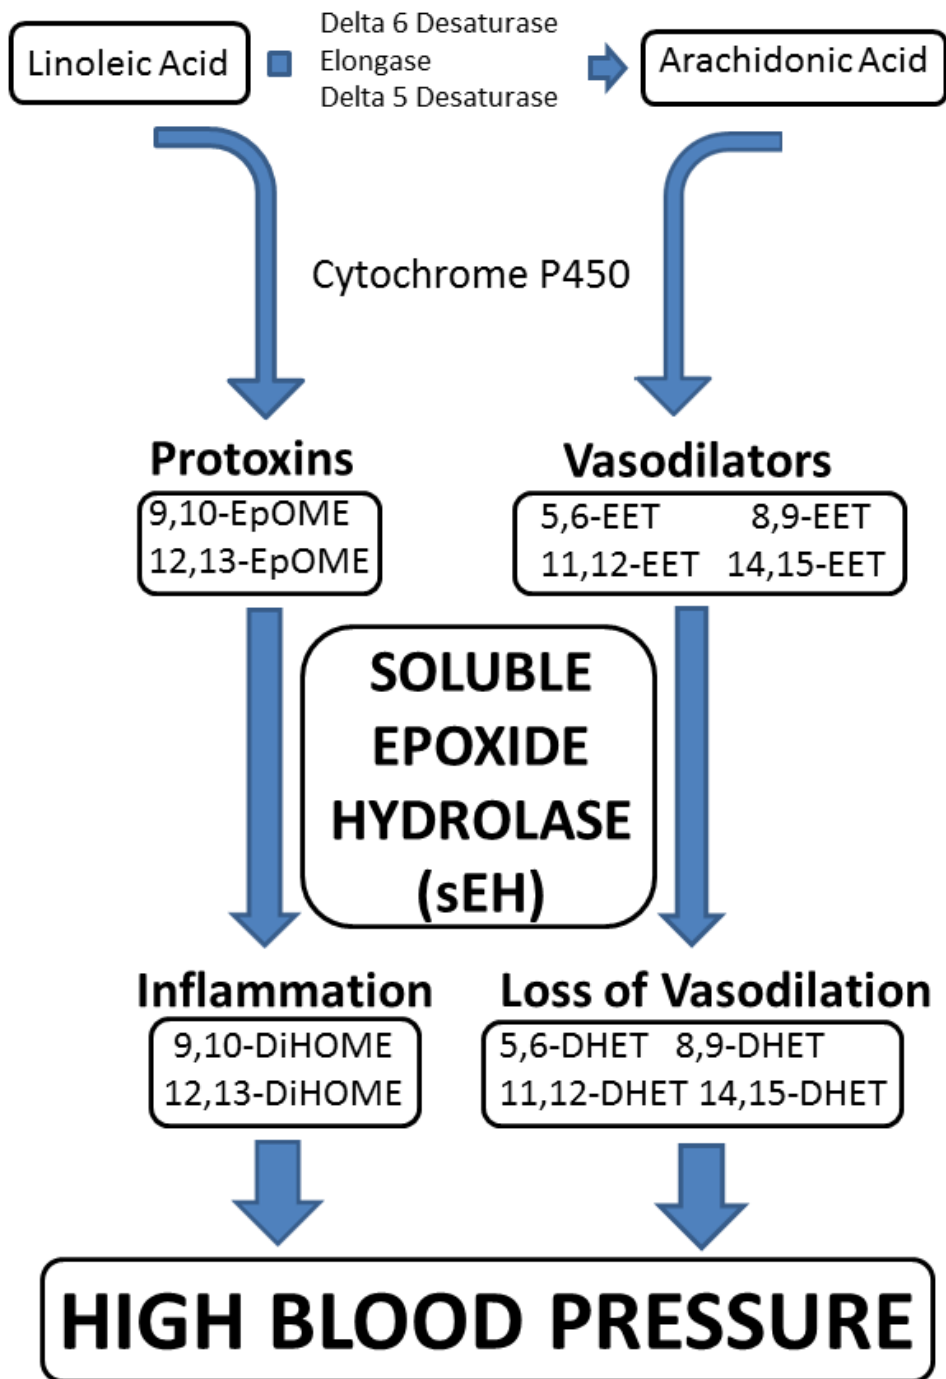 Linoleic Acid
Delta 6 Desaturase
Elongase
Delta 5 Desaturase
Arachidonic Acid
Cytochrome P450
Protoxins
9,10-EpOME
12,13-EpOME
Vasodilators
5,6-EET 8,9-EET
11,12-EET 14,15-EET
SOLUBLE
EPOXIDE
HYDROLASE
(sEH)
Inflammation
9,10-DiHOME
12,13-DiHOME
Loss of Vasodilation
5,6-DHET 8,9-DHET
11,12-DHET 14,15-DHET
HIGH BLOOD PRESSURE